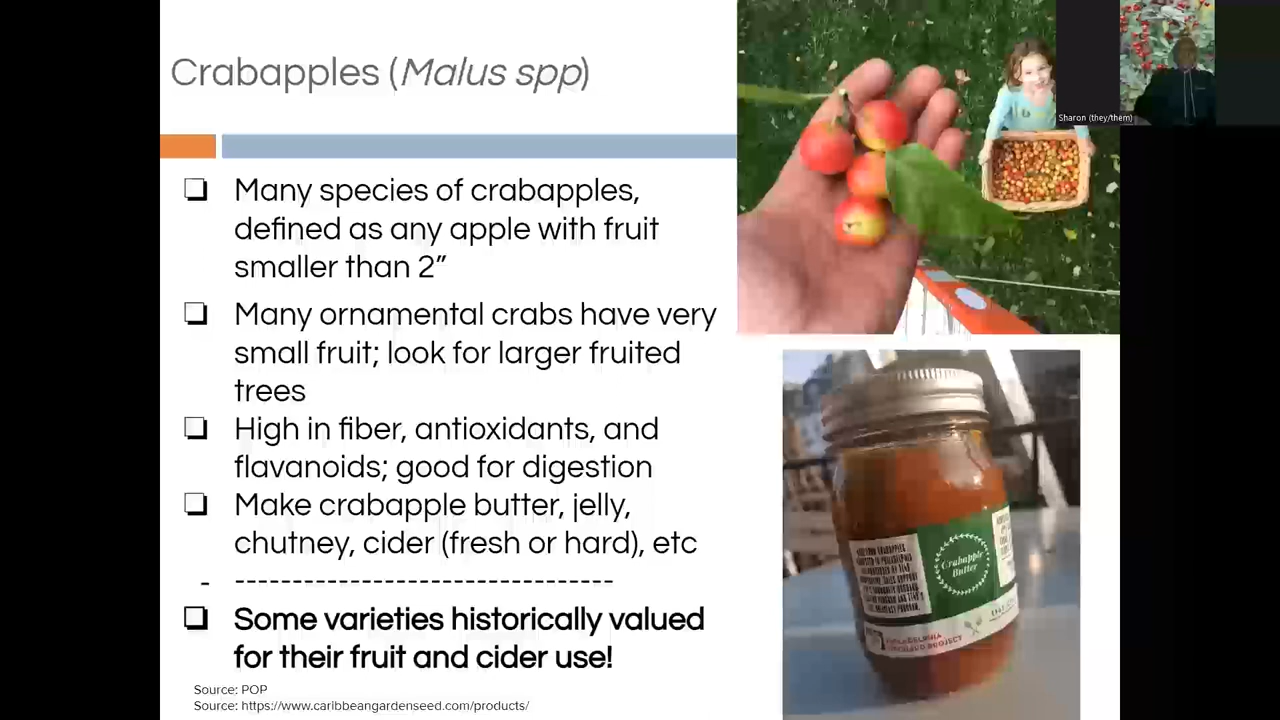 Crabapples (Malus spp)
Sharon (they/them)
❏ Many species of crabapples,
defined as any apple with fruit
smaller than 2”
❏ Many ornamental crabs have very
small fruit; look for larger fruited
trees
❏ High in fiber, antioxidants, and
flavanoids; good for digestion
❏ Make crabapple butter, jelly,
chutney, cider (fresh or hard), etc
- ---------------------------------
❏ Some varieties historically valued
for their fruit and cider use!
Source: POP
Source: https://www.caribbeangardenseed.com/products/
Crabapple
Butter
PHILADELPHIA
ORCHARD PROJECT